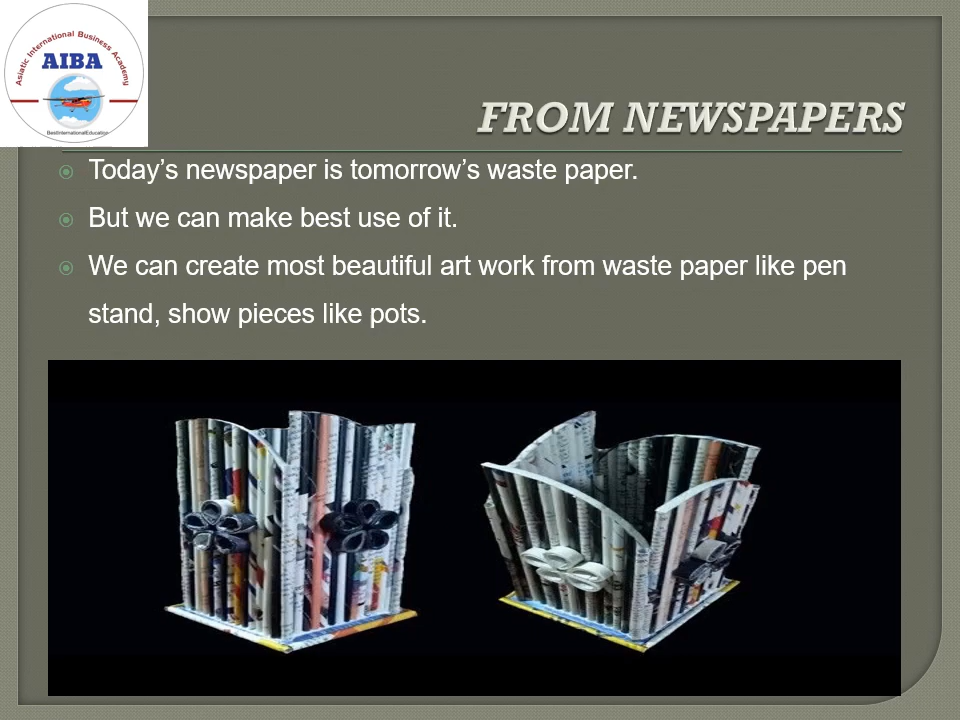 Asiatic International Business Academy
AIBA
BestInternationalEducation
FROM NEWSPAPERS
Today’s newspaper is tomorrow’s waste paper.
But we can make best use of it.
We can create most beautiful art work from waste paper like pen
stand, show pieces like pots.